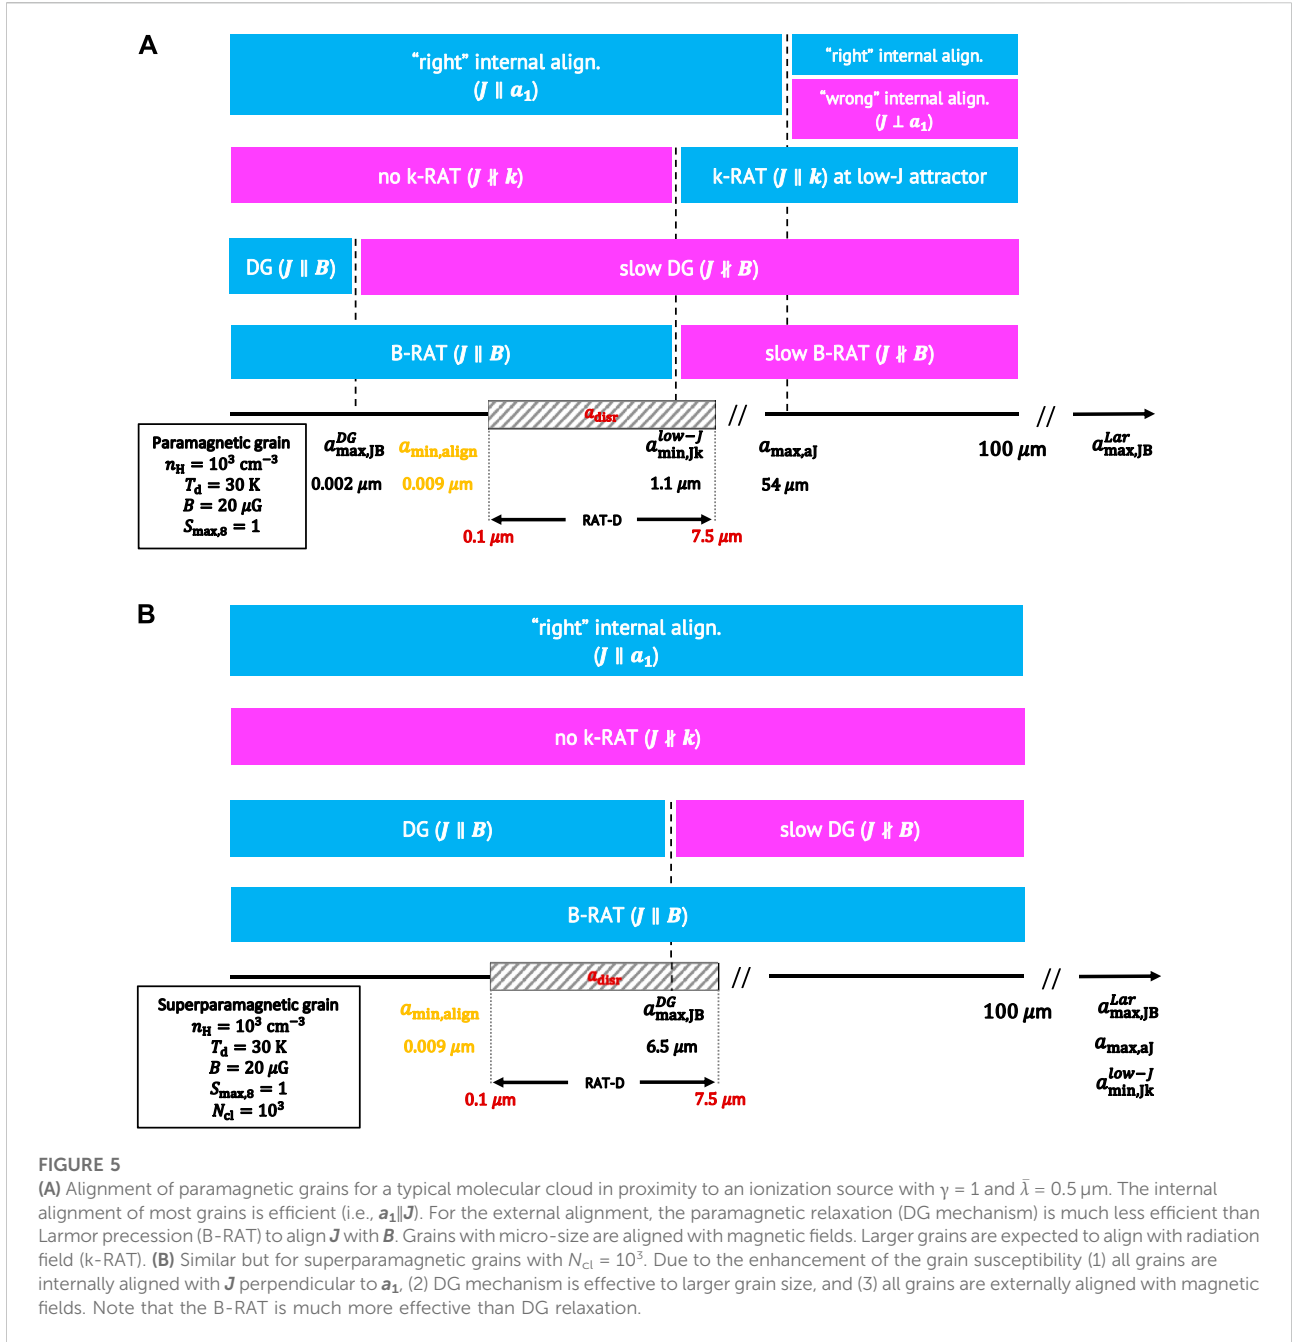 A
“right” internal align.
(J ∥ a₁)
“right” internal align.
“wrong” internal align.
(J ⊥ a₁)
no k-RAT (J ∦ k)
k-RAT (J ∥ k) at low-J attractor
DG (J ∥ B)
slow DG (J ∦ B)
B-RAT (J ∥ B)
slow B-RAT (J ∦ B)
a_disr
//
//
Paramagnetic grain
n_H = 10³ cm⁻³
T_d = 30 K
B = 20 μG
S_max,8 = 1
a^DG_max,JB
0.002 μm
a_min,align
0.009 μm
a^low−J_min,Jk
1.1 μm
a_max,aJ
54 μm
100 μm
a^Lar_max,JB
RAT-D
0.1 μm
7.5 μm
B
“right” internal align.
(J ∥ a₁)
no k-RAT (J ∦ k)
DG (J ∥ B)
slow DG (J ∦ B)
B-RAT (J ∥ B)
a_disr
//
//
Superparamagnetic grain
n_H = 10³ cm⁻³
T_d = 30 K
B = 20 μG
S_max,8 = 1
N_cl = 10³
a_min,align
0.009 μm
a^DG_max,JB
6.5 μm
100 μm
a^Lar_max,JB
a_max,aJ
a^low−J_min,Jk
RAT-D
0.1 μm
7.5 μm
FIGURE 5
(A) Alignment of paramagnetic grains for a typical molecular cloud in proximity to an ionization source with γ = 1 and λ̄ = 0.5 μm. The internal
alignment of most grains is efficient (i.e., a₁∥J). For the external alignment, the paramagnetic relaxation (DG mechanism) is much less efficient than
Larmor precession (B-RAT) to align J with B. Grains with micro-size are aligned with magnetic fields. Larger grains are expected to align with radiation
field (k-RAT). (B) Similar but for superparamagnetic grains with N_cl = 10³. Due to the enhancement of the grain susceptibility (1) all grains are
internally aligned with J perpendicular to a₁, (2) DG mechanism is effective to larger grain size, and (3) all grains are externally aligned with magnetic
fields. Note that the B-RAT is much more effective than DG relaxation.